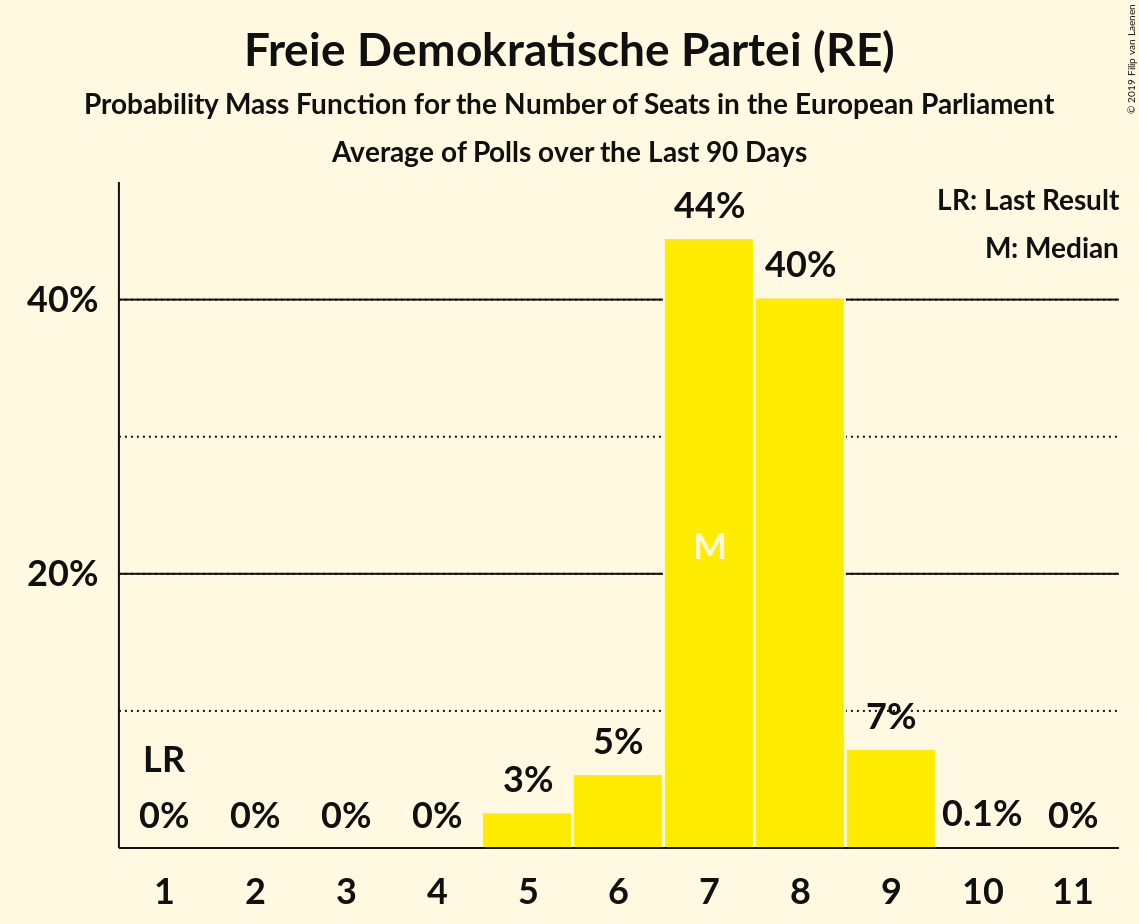 Freie Demokratische Partei (RE)
Probability Mass Function for the Number of Seats in the European Parliament
Average of Polls over the Last 90 Days
© 2019 Filip van Laenen
LR: Last Result
M: Median
44%
40%
40%
M
20%
7%
5%
LR
3%
0% 0% 0% 0% 0.1% 0%
1 2 3 4 5 6 7 8 9 10 11